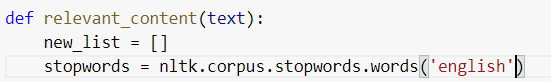 def relevant_content(text):
    new_list = []
    stopwords = nltk.corpus.stopwords.words('english')